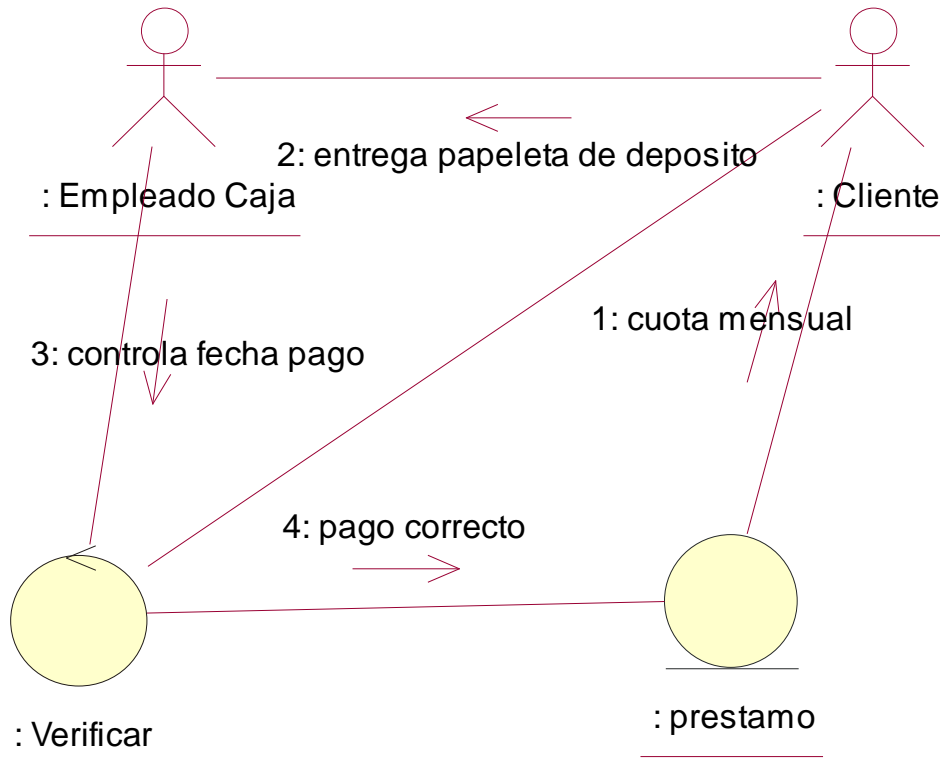 2: entrega papeleta de deposito
: Empleado Caja
: Cliente
1: cuota mensual
3: controla fecha pago
4: pago correcto
: prestamo
: Verificar